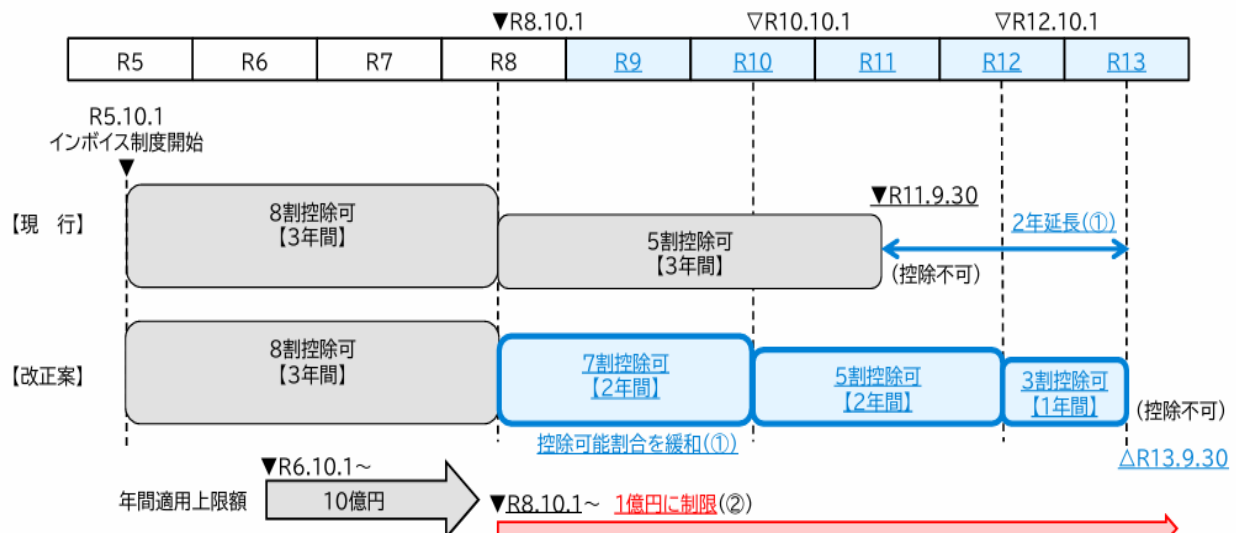 ▼R8.10.1 ▽R10.10.1 ▽R12.10.1
R5 R6 R7 R8 R9 R10 R11 R12 R13
R5.10.1
インボイス制度開始
▼
【現　行】
8割控除可
【3年間】
5割控除可
【3年間】
▼R11.9.30
2年延長(①)
(控除不可)
【改正案】
8割控除可
【3年間】
7割控除可
【2年間】
5割控除可
【2年間】
3割控除可
【1年間】
(控除不可)
控除可能割合を緩和(①)
△R13.9.30
▼R6.10.1～
年間適用上限額
10億円
▼R8.10.1～ 1億円に制限(②)